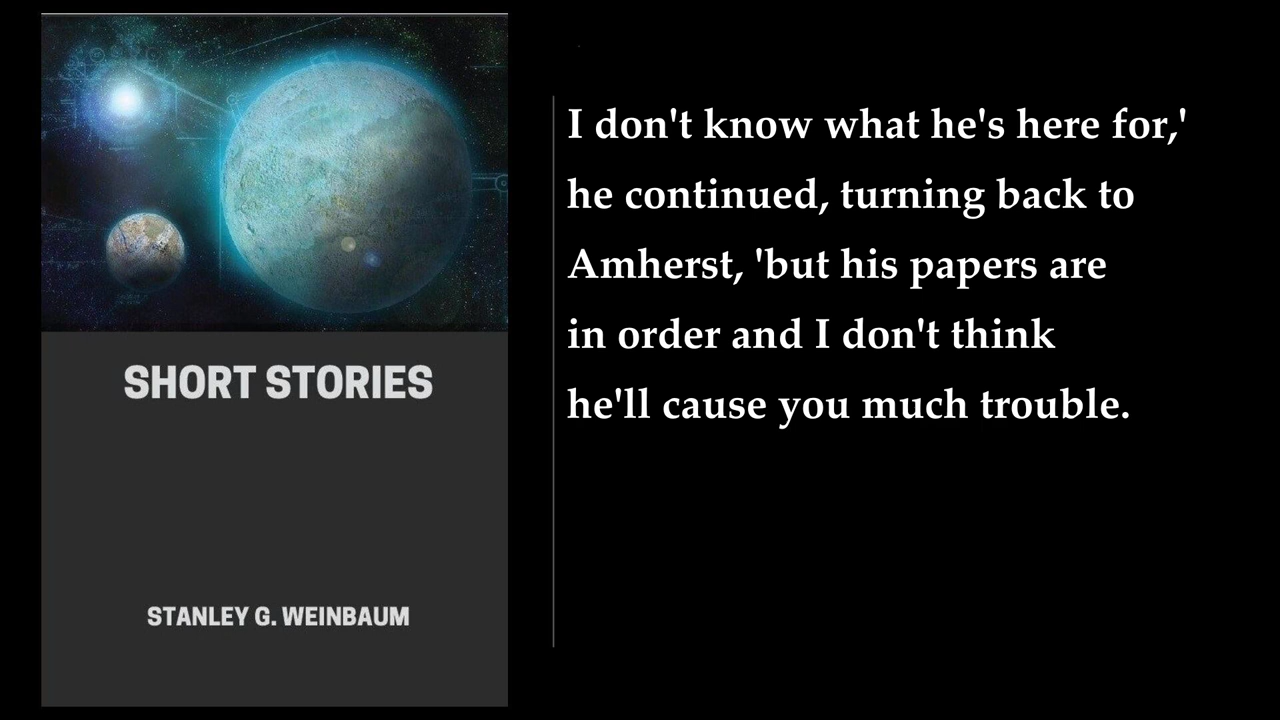 SHORT STORIES
STANLEY G. WEINBAUM
I don't know what he's here for,'
he continued, turning back to
Amherst, 'but his papers are
in order and I don't think
he'll cause you much trouble.